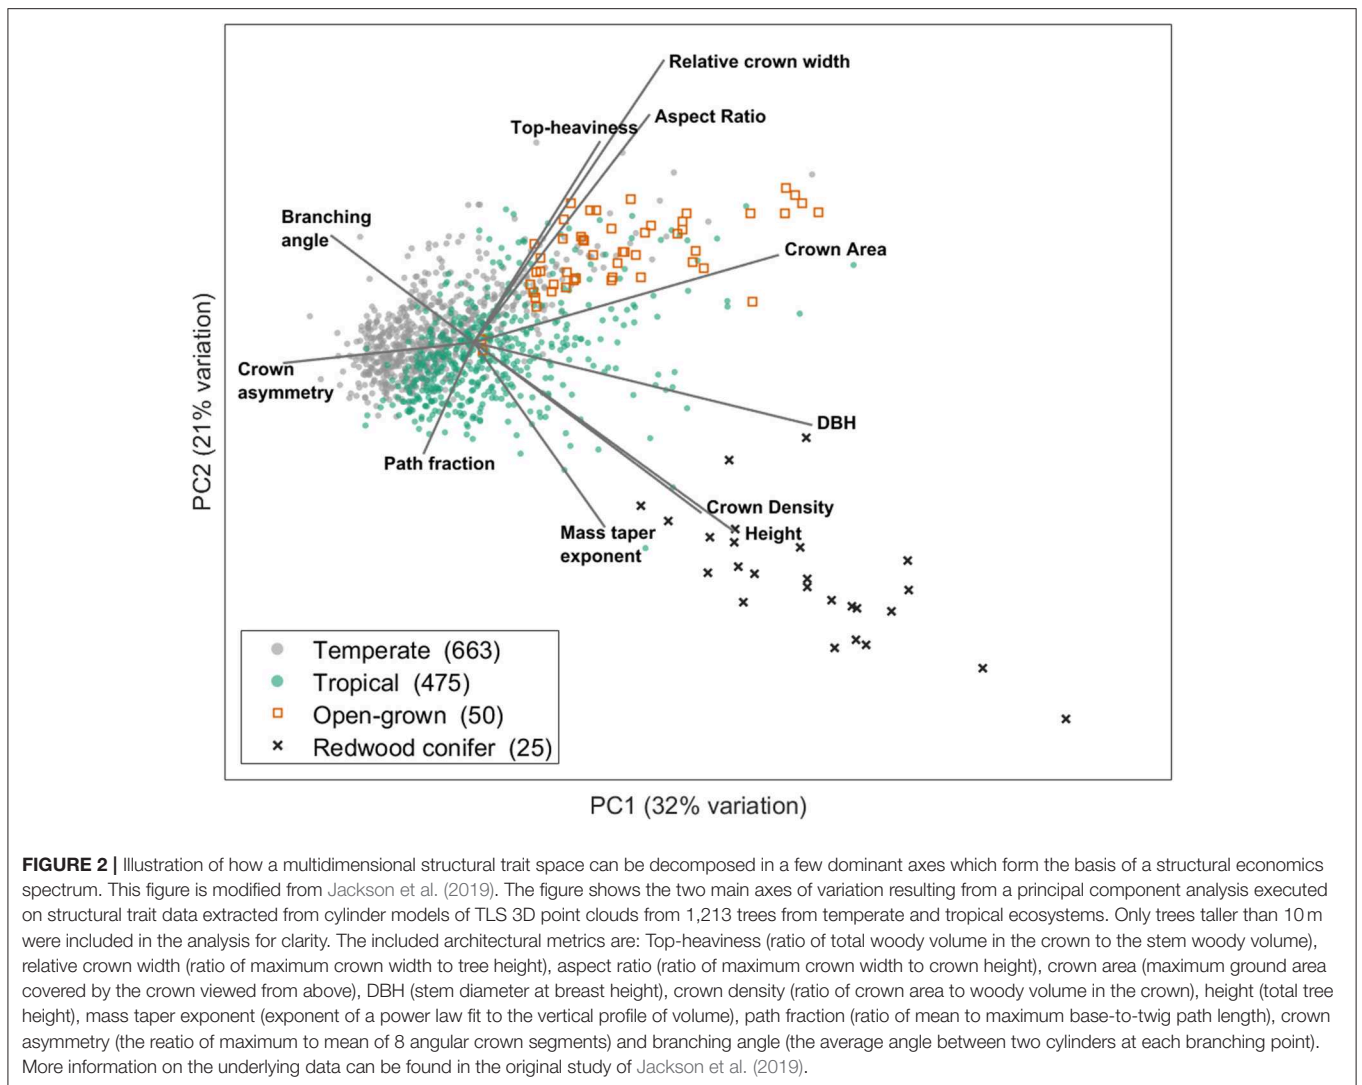 Relative crown width
Aspect Ratio
Top-heaviness
Branching
angle
Crown Area
Crown
asymmetry
DBH
Path fraction
Crown Density
Mass taper
exponent
Height
PC2 (21% variation)
Temperate (663)
Tropical (475)
Open-grown (50)
Redwood conifer (25)
PC1 (32% variation)
FIGURE 2 | Illustration of how a multidimensional structural trait space can be decomposed in a few dominant axes which form the basis of a structural economics
spectrum. This figure is modified from Jackson et al. (2019). The figure shows the two main axes of variation resulting from a principal component analysis executed
on structural trait data extracted from cylinder models of TLS 3D point clouds from 1,213 trees from temperate and tropical ecosystems. Only trees taller than 10 m
were included in the analysis for clarity. The included architectural metrics are: Top-heaviness (ratio of total woody volume in the crown to the stem woody volume),
relative crown width (ratio of maximum crown width to tree height), aspect ratio (ratio of maximum crown width to crown height), crown area (maximum ground area
covered by the crown viewed from above), DBH (stem diameter at breast height), crown density (ratio of crown area to woody volume in the crown), height (total tree
height), mass taper exponent (exponent of a power law fit to the vertical profile of volume), path fraction (ratio of mean to maximum base-to-twig path length), crown
asymmetry (the reatio of maximum to mean of 8 angular crown segments) and branching angle (the average angle between two cylinders at each branching point).
More information on the underlying data can be found in the original study of Jackson et al. (2019).